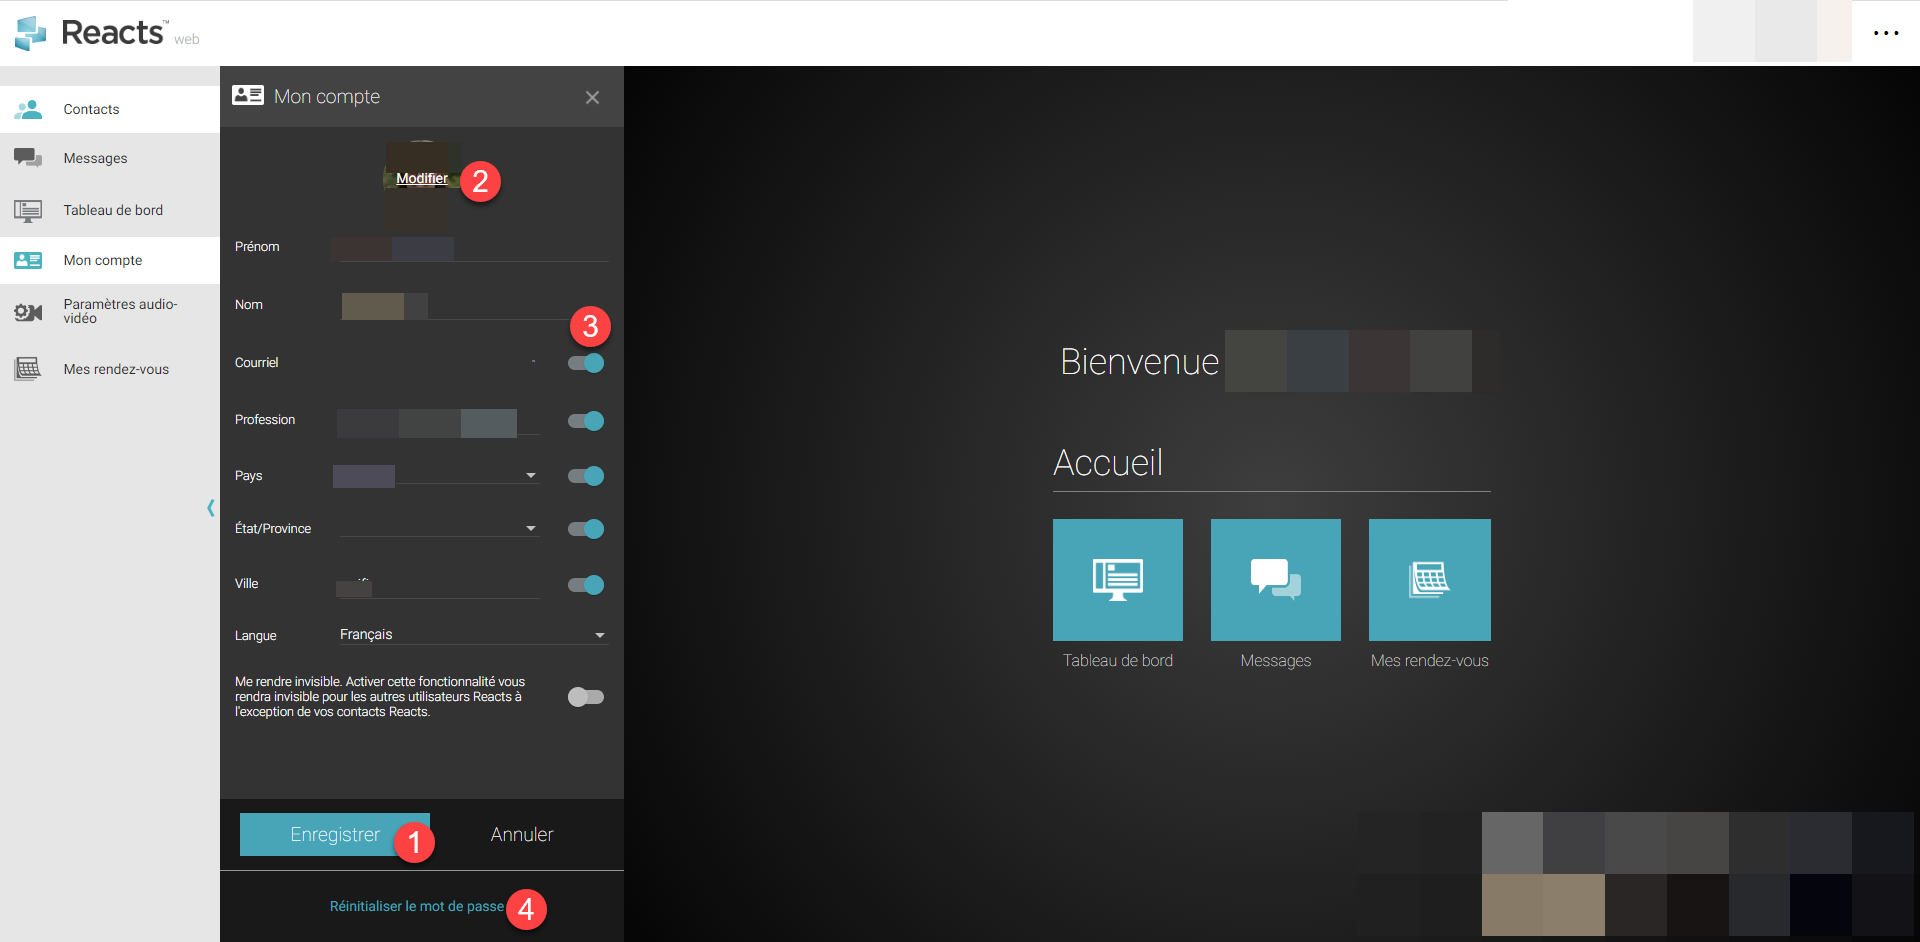 Reacts™ web
Contacts
Messages
Tableau de bord
Mon compte
Paramètres audio-
vidéo
Mes rendez-vous
Mon compte
Modifier
2
Prénom
Nom
3
Courriel
Profession
Pays
État/Province
Ville
Langue
Français
Me rendre invisible. Activer cette fonctionnalité vous
rendra invisible pour les autres utilisateurs Reacts à
l'exception de vos contacts Reacts.
Enregistrer
1
Annuler
Réinitialiser le mot de passe
4
Bienvenue
Accueil
Tableau de bord
Messages
Mes rendez-vous